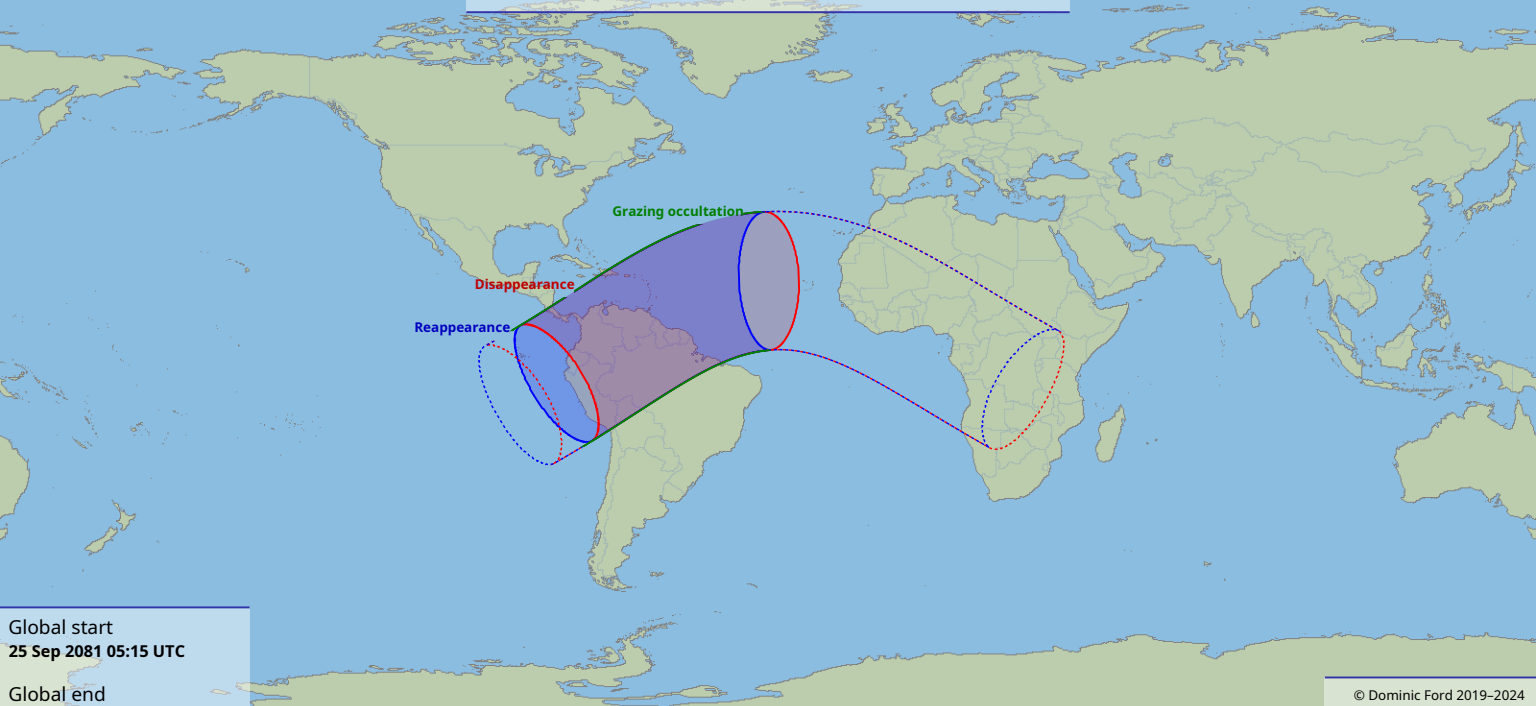 Grazing occultation
Disappearance
Reappearance
Global start
25 Sep 2081 05:15 UTC
Global end
© Dominic Ford 2019–2024